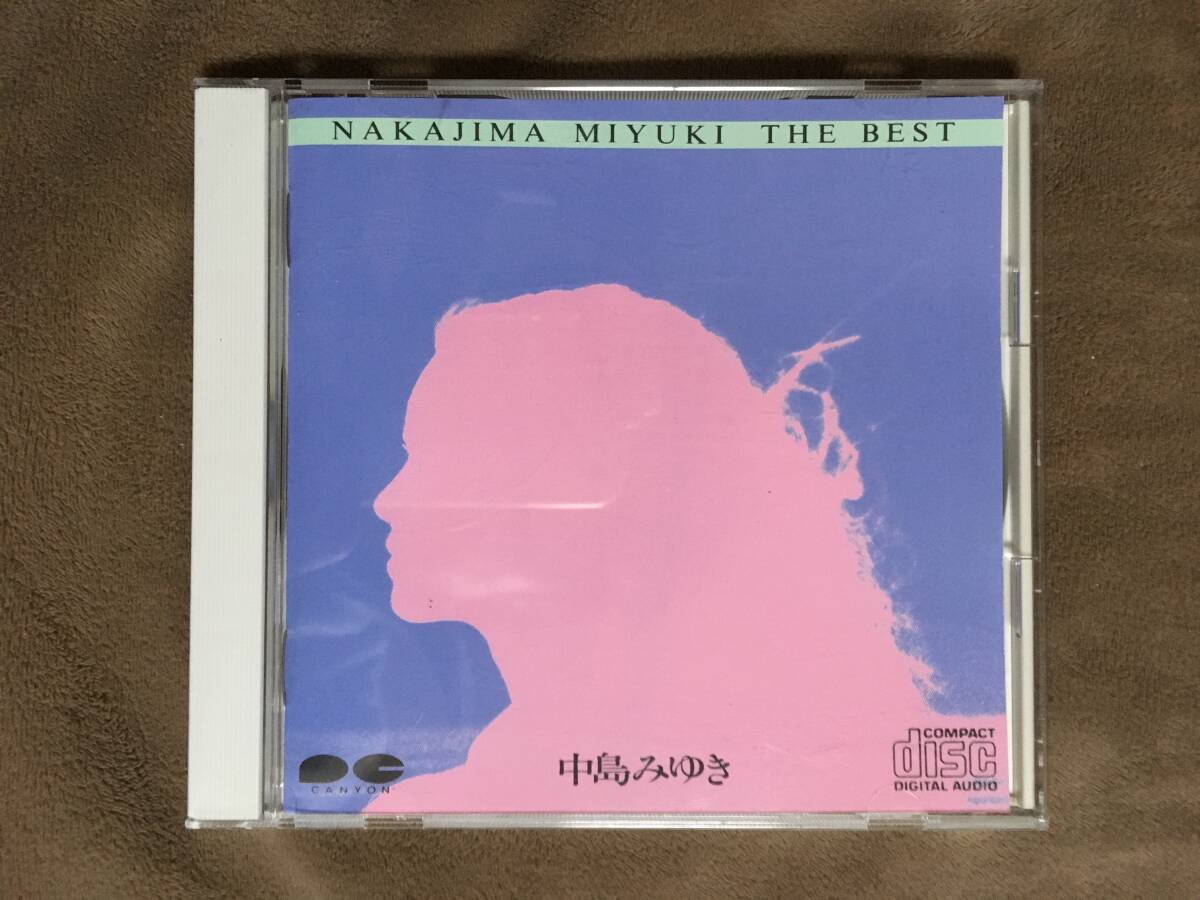 NAKAJIMA MIYUKI THE BEST
CANYON
中島みゆき
COMPACT
disc
DIGITAL AUDIO